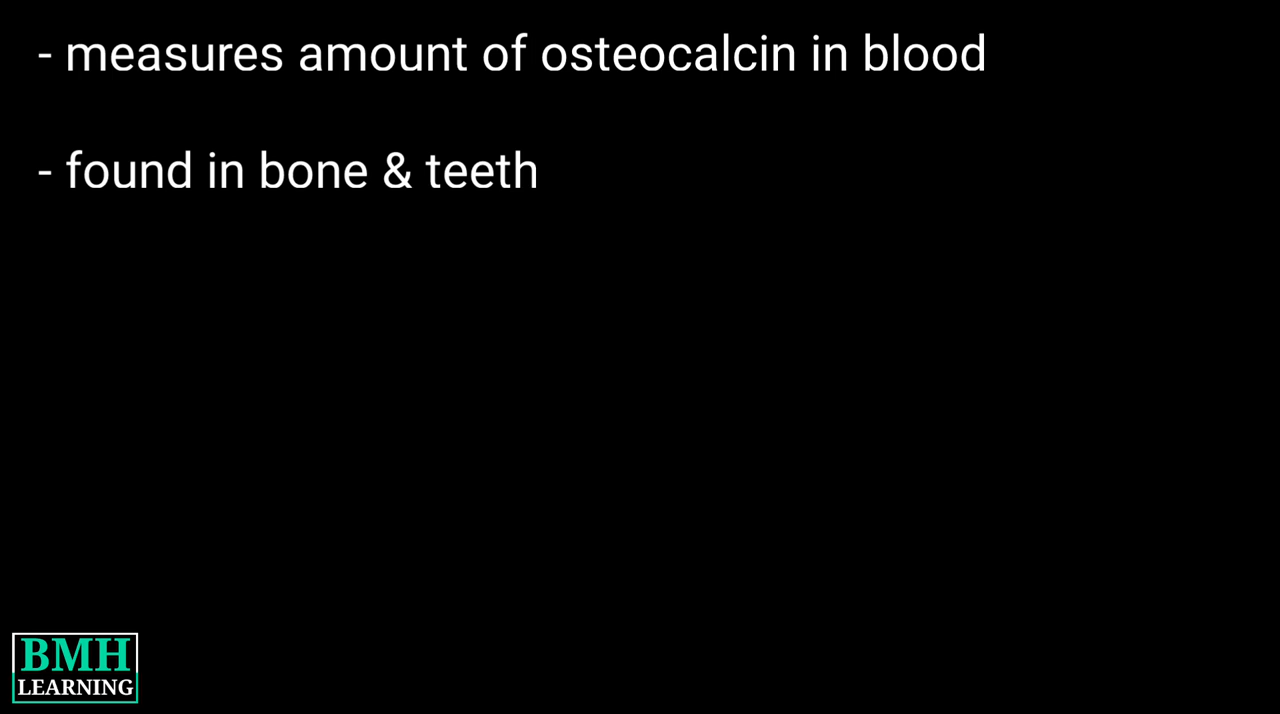 - measures amount of osteocalcin in blood
- found in bone & teeth
BMH
LEARNING